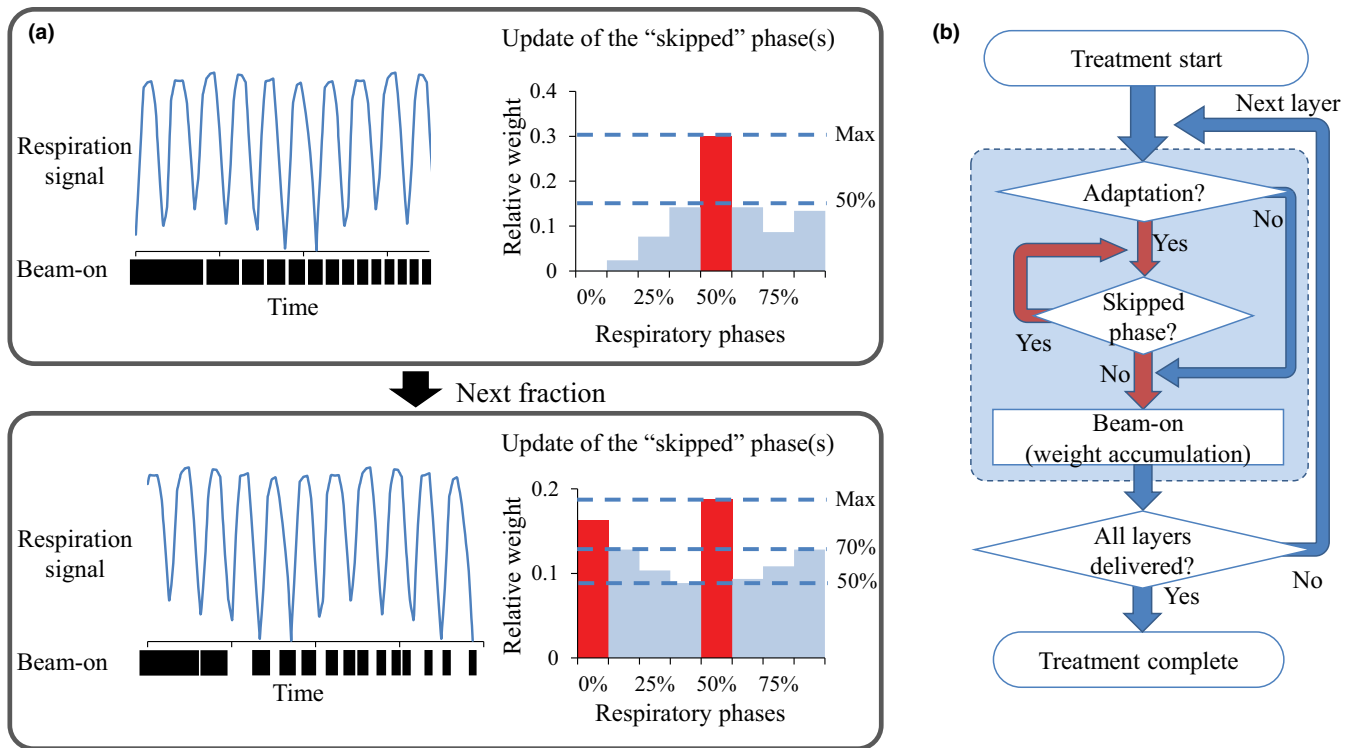 (a)
Update of the “skipped” phase(s)
Respiration
signal
Beam-on
Time
Relative weight
0.4
0.3
0.2
0.1
0
Max
50%
0%
25%
50%
75%
Respiratory phases
Next fraction
Update of the “skipped” phase(s)
Respiration
signal
Beam-on
Time
Relative weight
0.2
0.1
0
Max
70%
50%
0%
25%
50%
75%
Respiratory phases
(b)
Treatment start
Next layer
Adaptation?
No
Yes
Skipped
phase?
Yes
No
Beam-on
(weight accumulation)
All layers
delivered?
No
Yes
Treatment complete